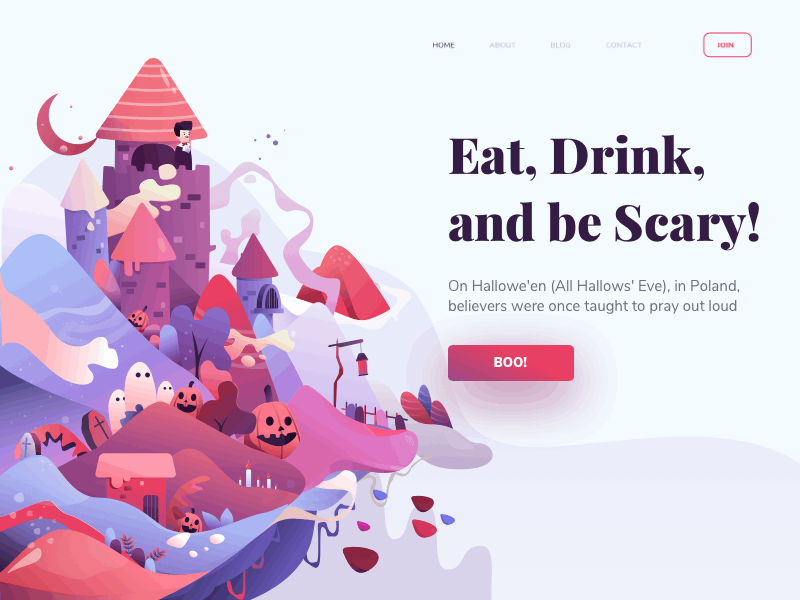 HOME ABOUT BLOG CONTACT JOIN
Eat, Drink,
and be Scary!
On Hallowe'en (All Hallows' Eve), in Poland,
believers were once taught to pray out loud
BOO!